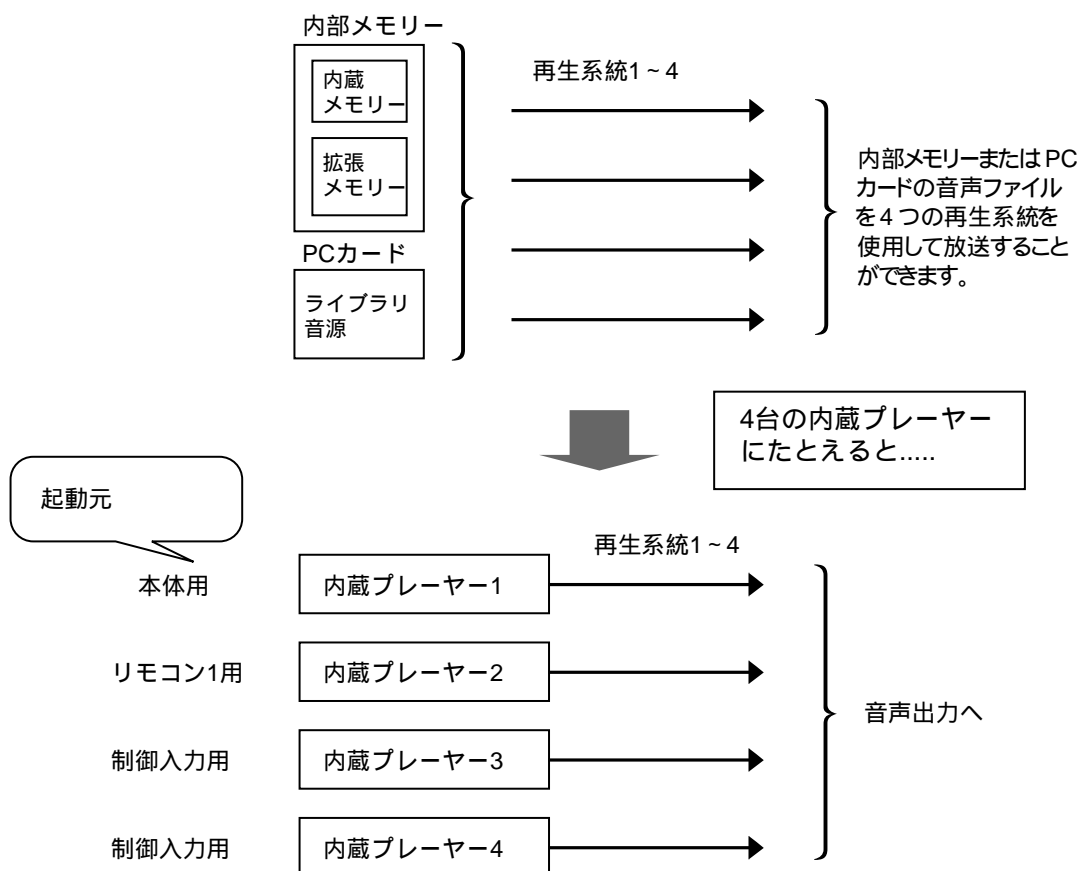 内部メモリー
内蔵
メモリー
拡張
メモリー
PCカード
ライブラリ
音源
再生系統1~4
内部メモリーまたはPC
カードの音声ファイル
を4つの再生系統を
使用して放送すること
ができます。
4台の内蔵プレーヤー
にたとえると.....
起動元
再生系統1~4
本体用
内蔵プレーヤー1
リモコン1用
内蔵プレーヤー2
制御入力用
内蔵プレーヤー3
制御入力用
内蔵プレーヤー4
音声出力へ